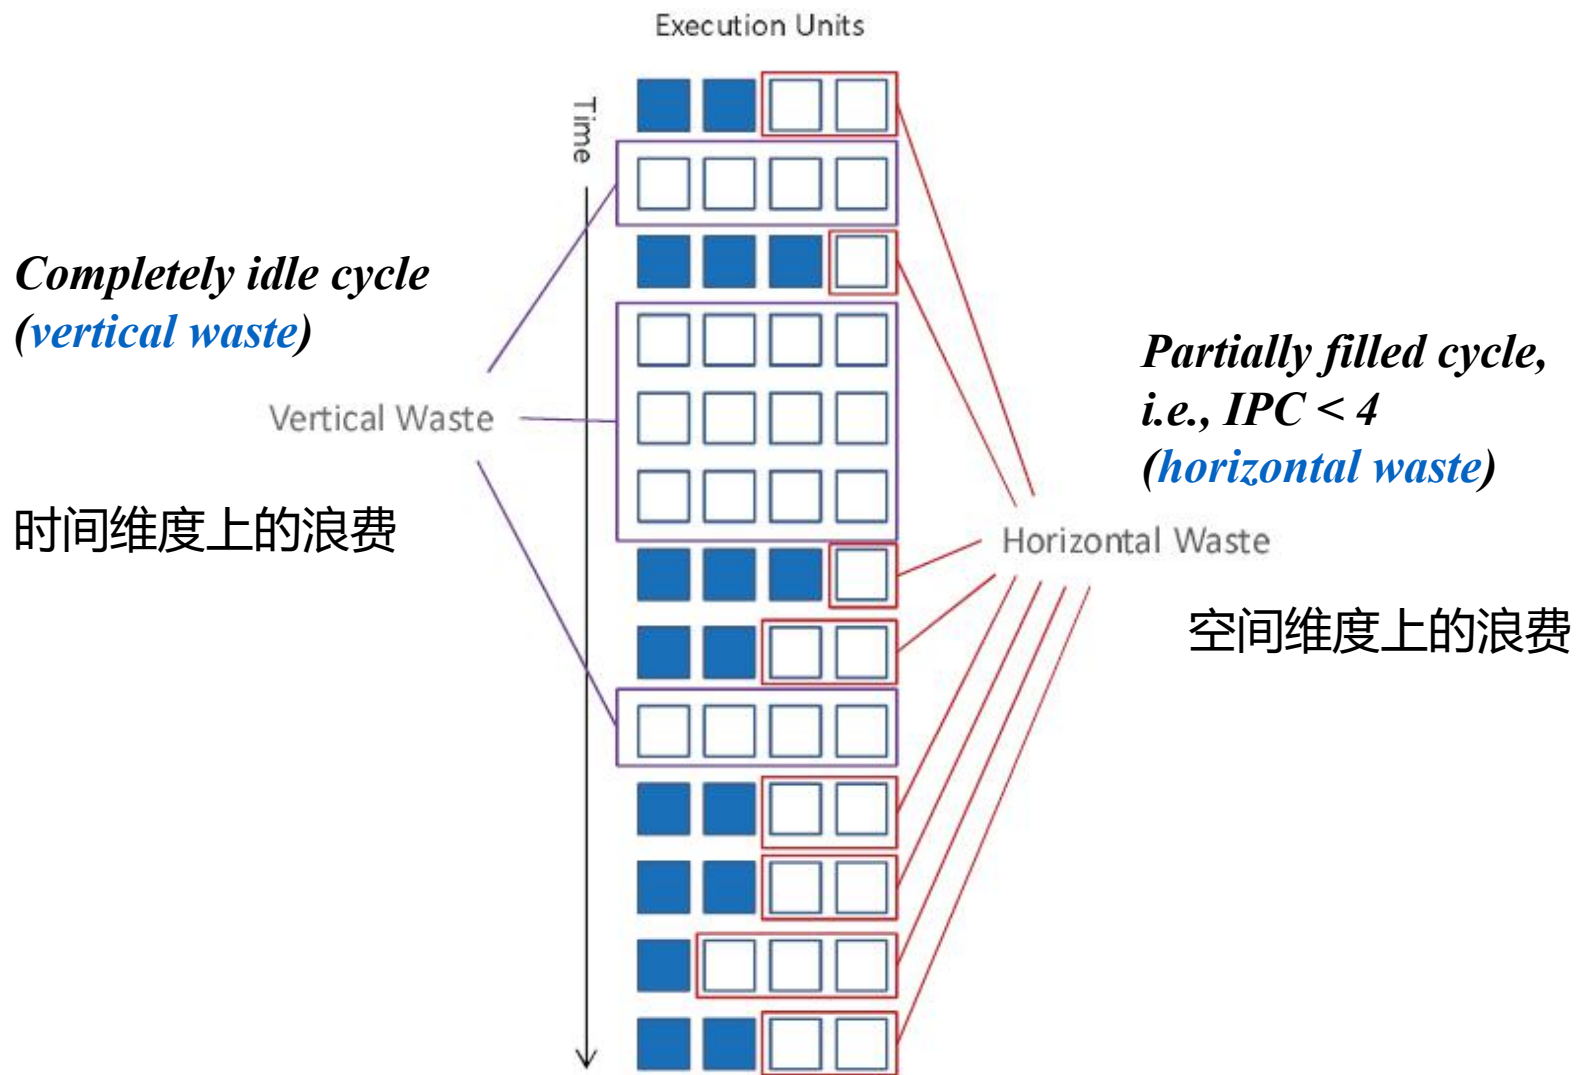 Execution Units
Time
Completely idle cycle
(vertical waste)
Vertical Waste
时间维度上的浪费
Partially filled cycle,
i.e., IPC < 4
(horizontal waste)
Horizontal Waste
空间维度上的浪费